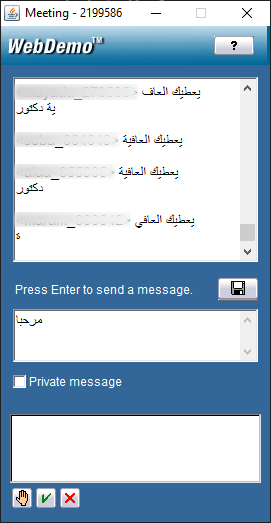 Meeting - 2199586
WebDemo™
?
> يعطيك العاف
ية دكتور
> يعطيك العافية
> يعطيك العافية
دكتور
> يعطيك العافي
ة
Press Enter to send a message.
مرحبا
Private message